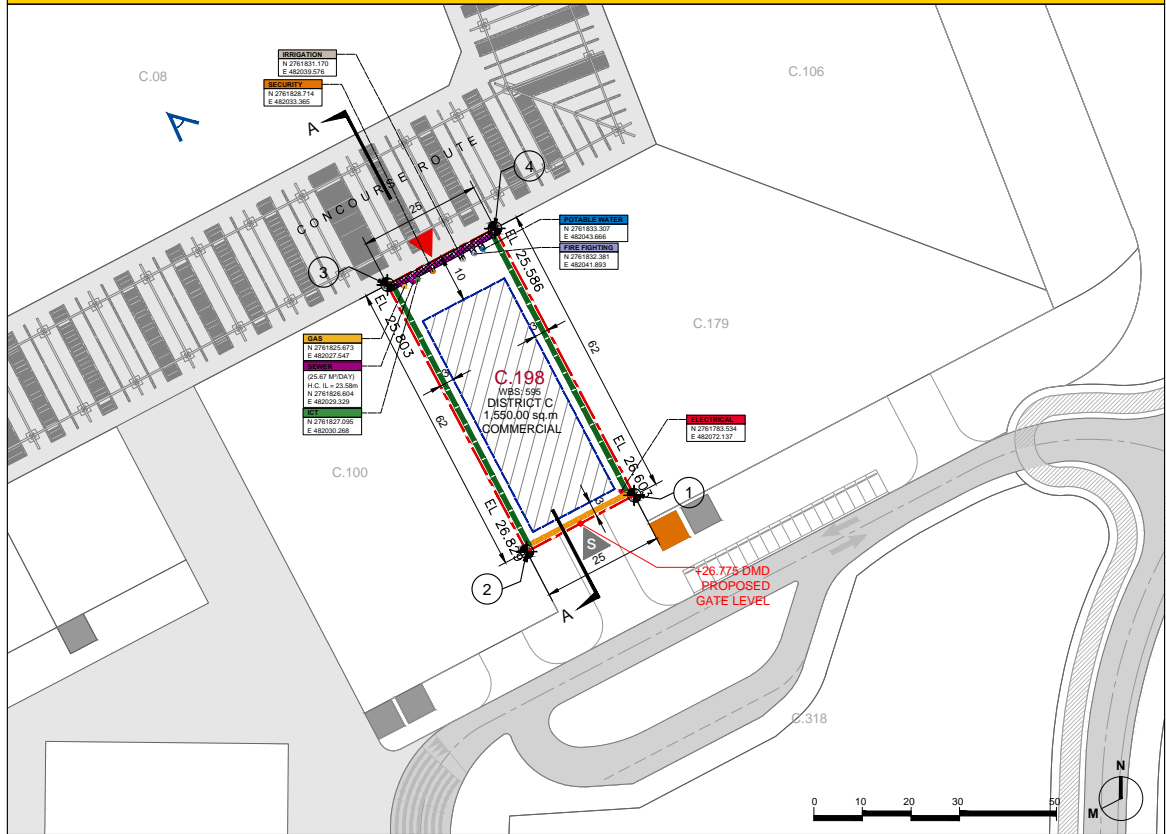 C.08
C.106
IRRIGATION
N 2761831.170
E 482039.576
SECURITY
N 2761828.714
E 482033.365
A
A
CONCOURSE ROUTE
4
25
POTABLE WATER
N 2761833.307
E 482043.666
FIRE FIGHTING
N 2761832.381
E 482041.893
3
10
EL 25.586
EL 25.803
C.179
62
3
GAS
N 2761825.673
E 482027.547
SEWER
(25.67 M³/DAY)
H.C. IL = 23.58m
N 2761826.604
E 482029.329
ICT
N 2761827.095
E 482030.268
3
C.198
WBS: 595
DISTRICT C
1,550.00 sq.m
COMMERCIAL
62
ELECTRICAL
N 2761783.534
E 482072.137
C.100
EL 26.603
1
3
EL 26.829
S
25
2
+26.775 DMD
PROPOSED
GATE LEVEL
A
C.318
N
M
0 10 20 30 50